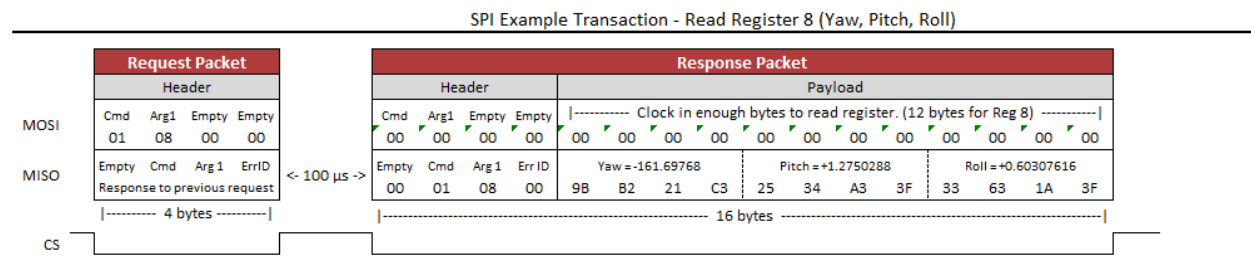 SPI Example Transaction - Read Register 8 (Yaw, Pitch, Roll)
Request Packet Response Packet
Header Header Payload
MOSI Cmd Arg1 Empty Empty Cmd Arg1 Empty Empty |----------- Clock in enough bytes to read register. (12 bytes for Reg 8) -----------|
01 08 00 00 00 00 00 00 00 00 00 00 00 00 00 00 00 00 00 00
MISO Empty Cmd Arg 1 ErrID <- 100 µs -> Empty Cmd Arg 1 Err ID Yaw = -161.69768 Pitch = +1.2750288 Roll = +0.60307616
Response to previous request 00 01 08 00 9B B2 21 C3 25 34 A3 3F 33 63 1A 3F
|---------- 4 bytes ----------| |---------- 16 bytes ----------|
CS